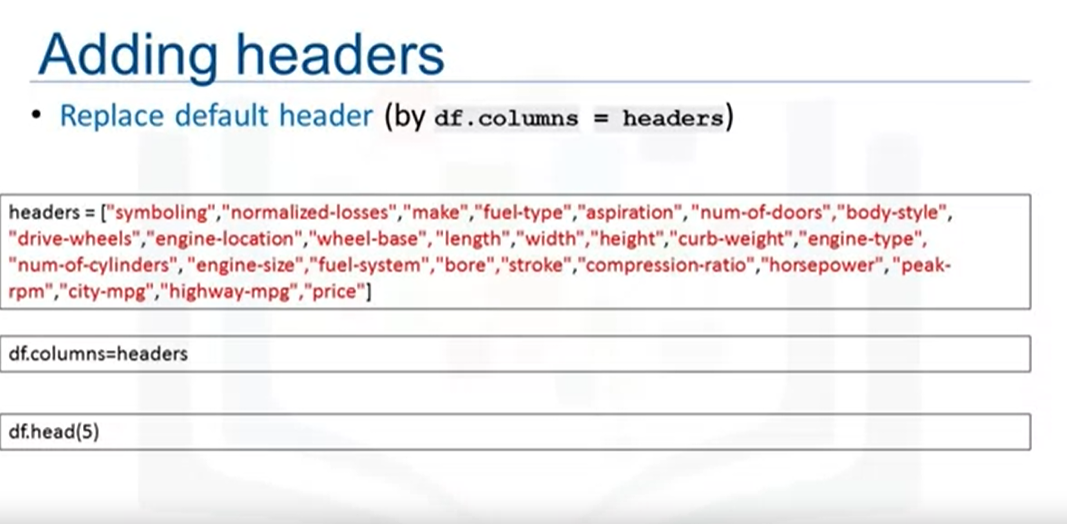 Adding headers
• Replace default header (by df.columns = headers)
headers = ["symboling","normalized-losses","make","fuel-type","aspiration","num-of-doors","body-style",
"drive-wheels","engine-location","wheel-base","length","width","height","curb-weight","engine-type",
"num-of-cylinders", "engine-size","fuel-system","bore","stroke","compression-ratio","horsepower", "peak-
rpm","city-mpg","highway-mpg","price"]
df.columns=headers
df.head(5)